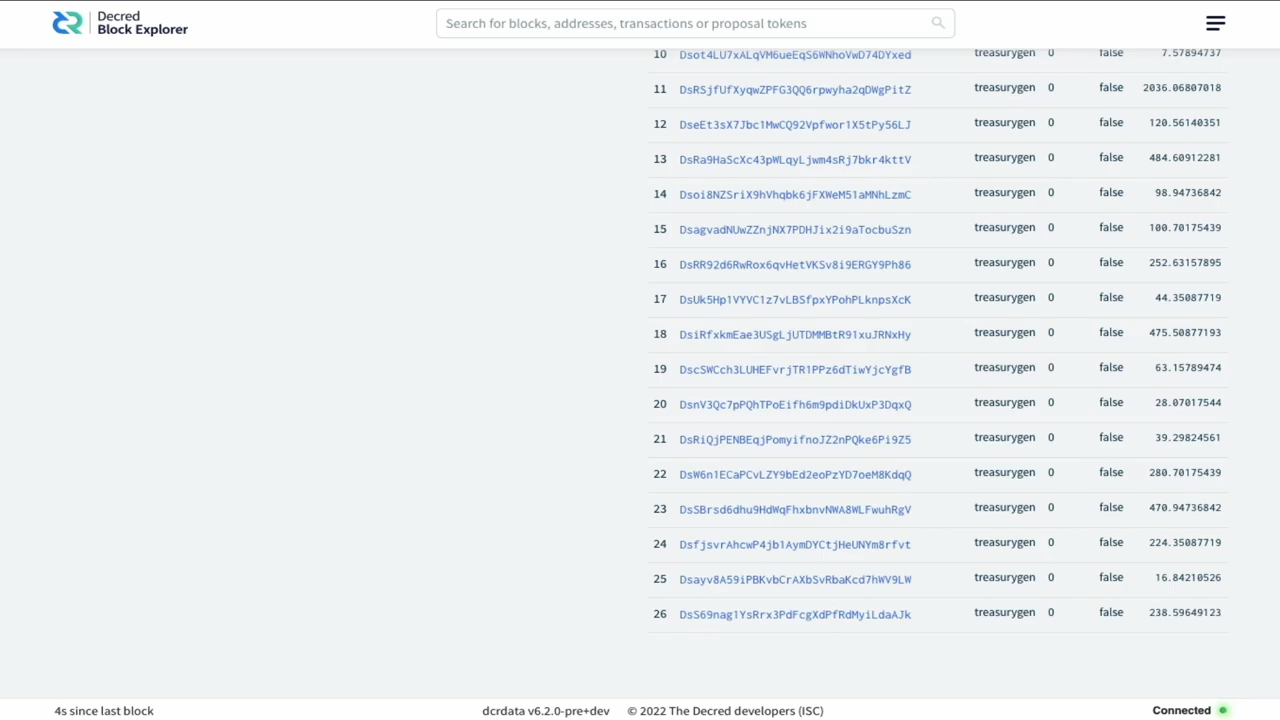 Decred
Block Explorer
Search for blocks, addresses, transactions or proposal tokens
10 Dsot4LU7xALqVM6ueEqS6WNhoVwD74DYxed treasurygen 0 false 7.57894737
11 DsRSjfUfXyqwZPFG3QQ6rpwyha2qDWgPitZ treasurygen 0 false 2036.06807018
12 DseEt3sX7Jbc1MwCQ92Vpfwor1X5tPy56LJ treasurygen 0 false 120.56140351
13 DsRa9HaScXc43pWLqyLjwm4sRj7bkr4kttV treasurygen 0 false 484.60912281
14 Dsoi8NZSriX9hVhqbk6jFXWeM51aMNhLzmC treasurygen 0 false 98.94736842
15 DsagvadNUwZZnjNX7PDHJix2i9aTocbuSzn treasurygen 0 false 100.70175439
16 DsRR92d6RwRox6qvHetVKSv8i9ERGY9Ph86 treasurygen 0 false 252.63157895
17 DsUk5Hp1VYVC1z7vLBSfpxYPohPLknpsXcK treasurygen 0 false 44.35087719
18 DsiRfxkmEae3USgLjUTDMMBtR91xuJRNxHy treasurygen 0 false 475.50877193
19 DscSWCch3LUHEFvrjTR1PPz6dTiwYjcYgfB treasurygen 0 false 63.15789474
20 DsnV3Qc7pPQhTPoEifh6m9pdiDkUxP3DqxQ treasurygen 0 false 28.07017544
21 DsRiQjPENBEqjPomyifnoJZ2nPQke6Pi9Z5 treasurygen 0 false 39.29824561
22 DsW6n1ECaPCvLZY9bEd2eoPzYD7oeM8KdqQ treasurygen 0 false 280.70175439
23 DsSBrsd6dhu9HdWqFhxbnvNWA8WLFwuhRgV treasurygen 0 false 470.94736842
24 DsfjsvrAhcwP4jb1AymDYCtjHeUNYm8rfvt treasurygen 0 false 224.35087719
25 Dsayv8A59iPBKvbCrAXbSvRbaKcd7hWV9LW treasurygen 0 false 16.84210526
26 DsS69nag1YsRrx3PdFcgXdPfRdMyiLdaAJk treasurygen 0 false 238.59649123
4s since last block dcrdata v6.2.0-pre+dev © 2022 The Decred developers (ISC) Connected